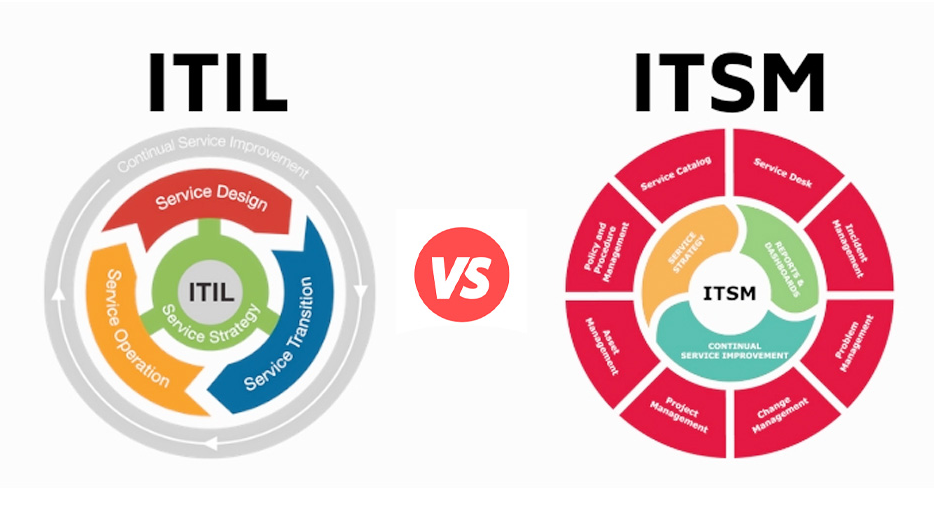 ITIL
Continual Service Improvement
Service Design
Service Transition
Service Operation
Service Strategy
ITIL
VS
ITSM
Service Catalog
Service Desk
Incident
Management
Problem
Management
Change
Management
Project
Management
Asset
Management
Policy and
Procedure
Management
SERVICE
STRATEGY
REPORTS &
DASHBOARDS
CONTINUAL
SERVICE IMPROVEMENT
ITSM